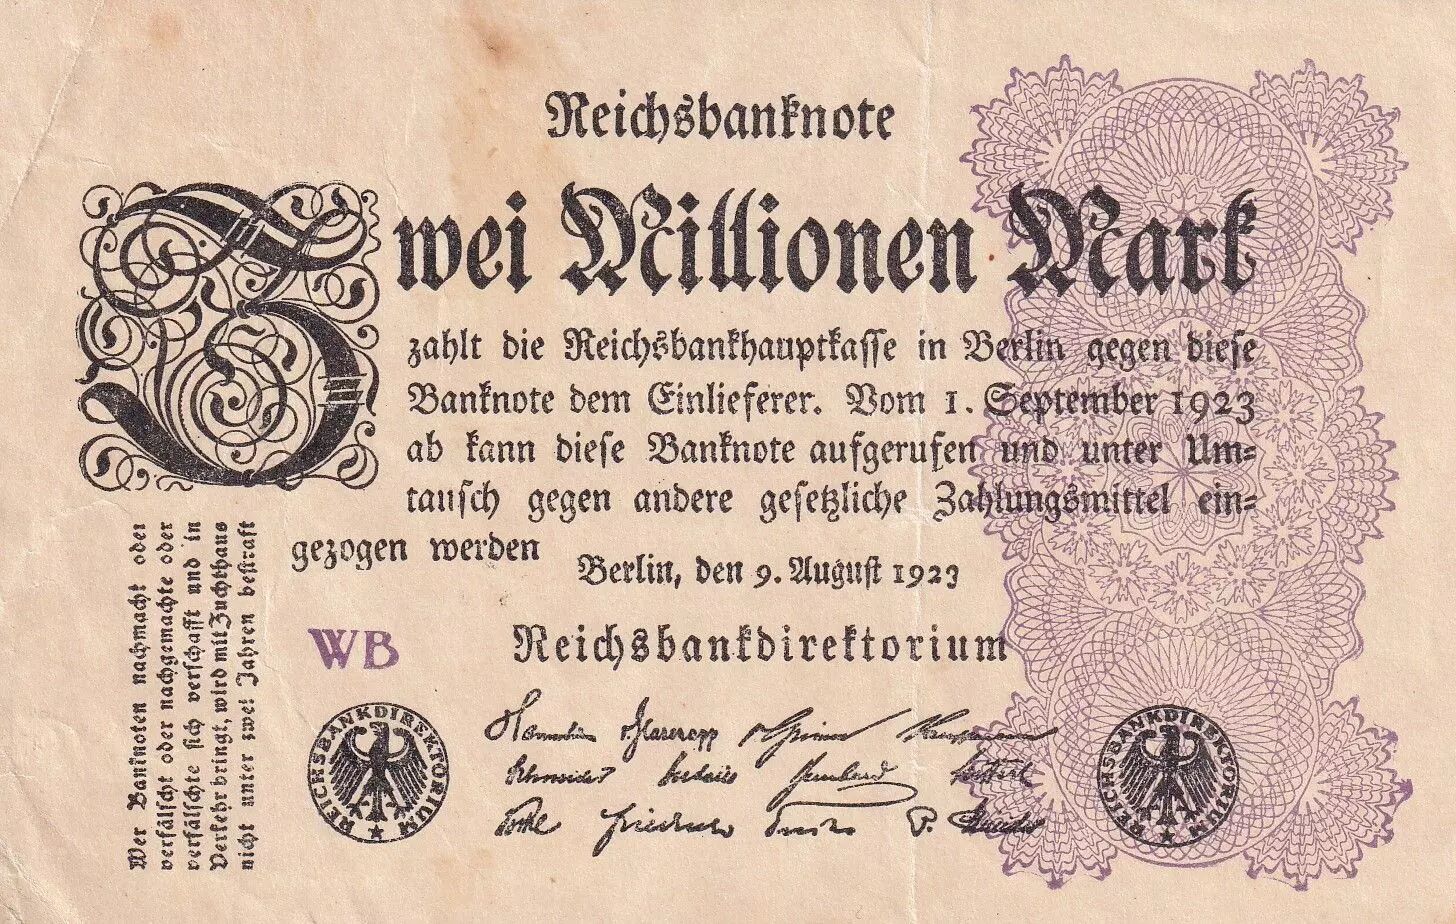 Reichsbanknote
Zwei Millionen Mark
zahlt die Reichsbankhauptkasse in Berlin gegen diese
Banknote dem Einlieferer. Vom 1. September 1923
ab kann diese Banknote aufgerufen und unter Um=
tausch gegen andere gesetzliche Zahlungsmittel ein=
gezogen werden
Berlin, den 9. August 1923
WB
Reichsbankdirektorium
REICHSBANKDIREKTORIUM
REICHSBANKDIREKTORIUM
Wer Banknoten nachmacht oder
verfälscht oder nachgemachte oder
verfälschte sich verschafft und in
Verkehr bringt, wird mit Zuchthaus
nicht unter zwei Jahren bestraft